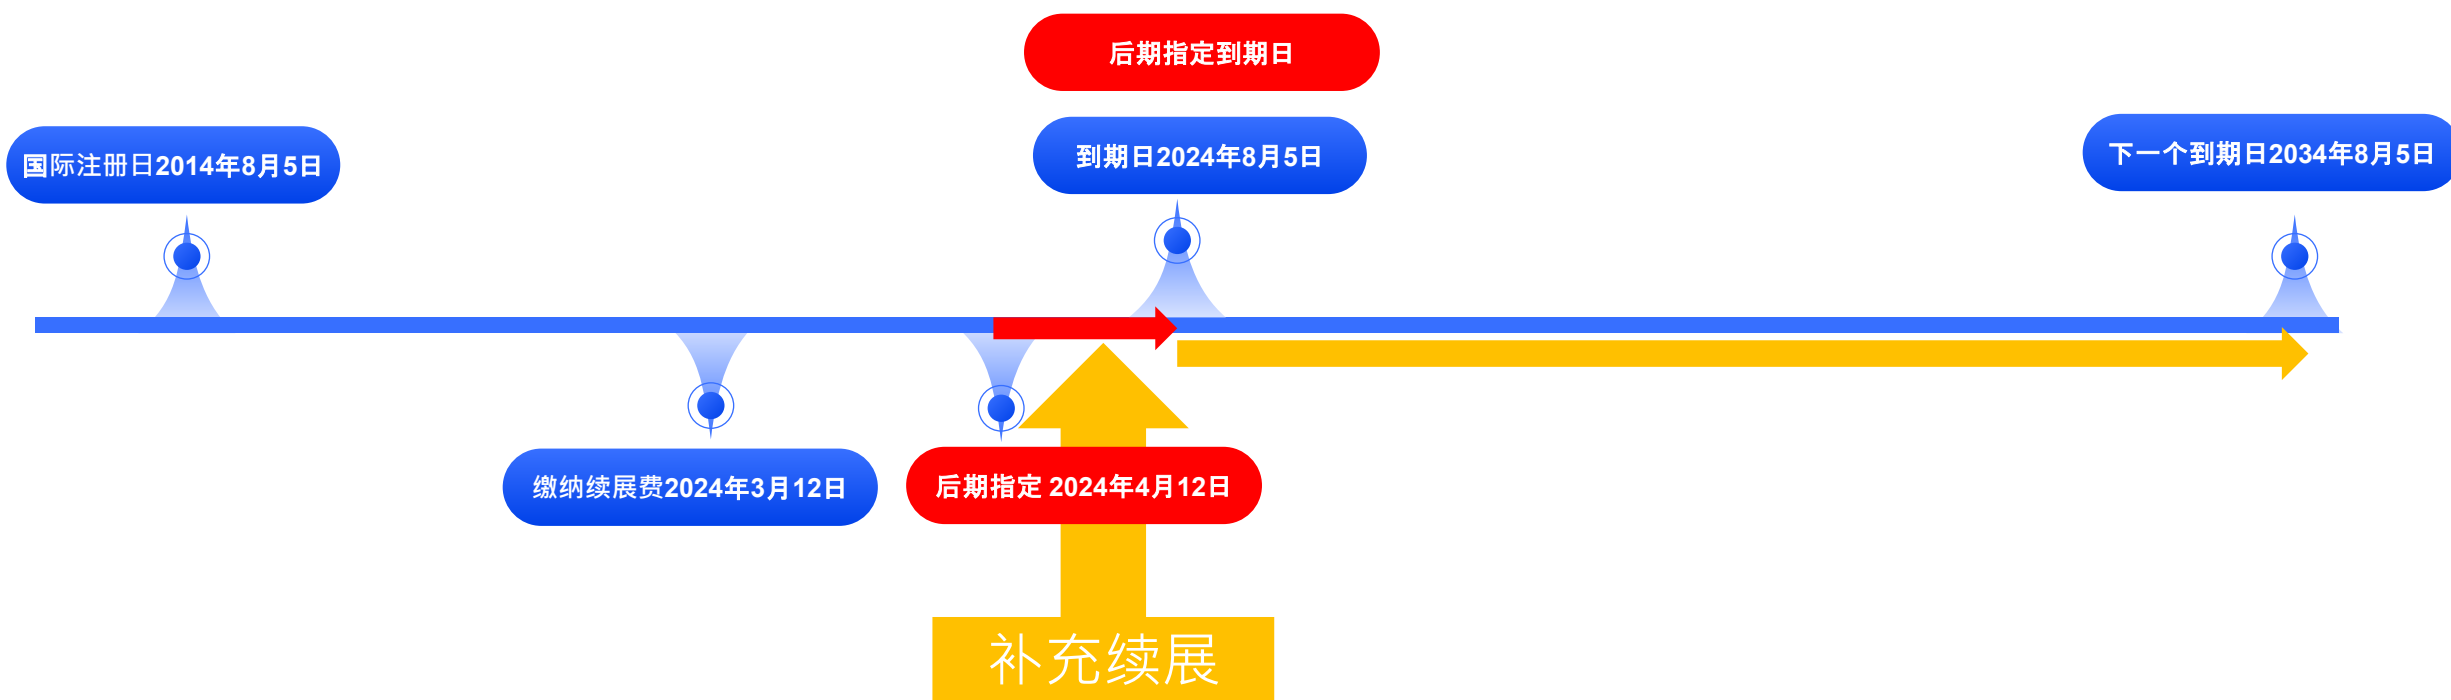 后期指定到期日
国际注册日2014年8月5日
到期日2024年8月5日
下一个到期日2034年8月5日
缴纳续展费2024年3月12日
后期指定 2024年4月12日
补充续展